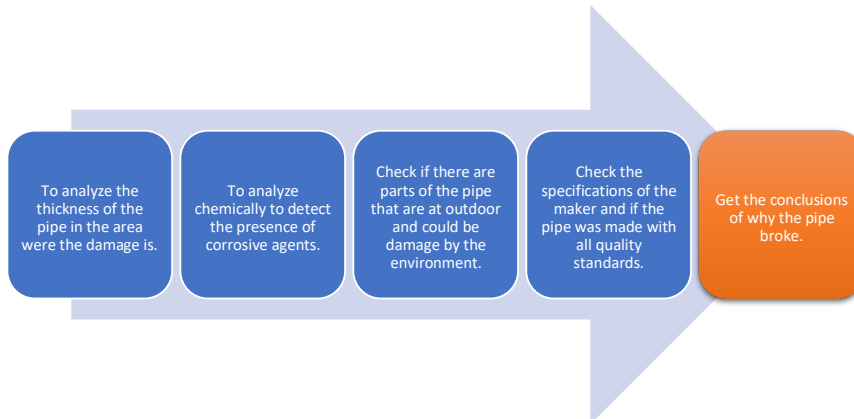 To analyze the
thickness of the
pipe in the area
were the damage is.
To analyze
chemically to detect
the presence of
corrosive agents.
Check if there are
parts of the pipe
that are at outdoor
and could be
damage by the
environment.
Check the
specifications of the
maker and if the
pipe was made with
all quality
standards.
Get the conclusions
of why the pipe
broke.